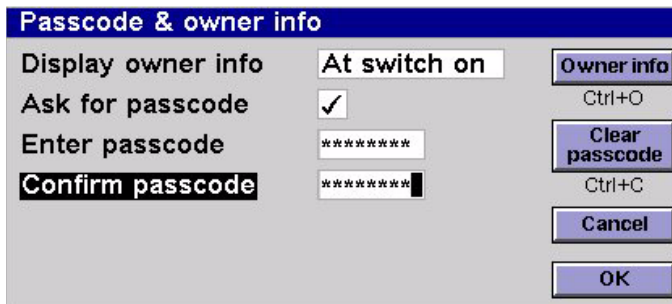 Passcode & owner info
Display owner info At switch on
Owner info
Ctrl+O
Ask for passcode ✓
Enter passcode ********
Clear
passcode
Ctrl+C
Confirm passcode ********
Cancel
OK